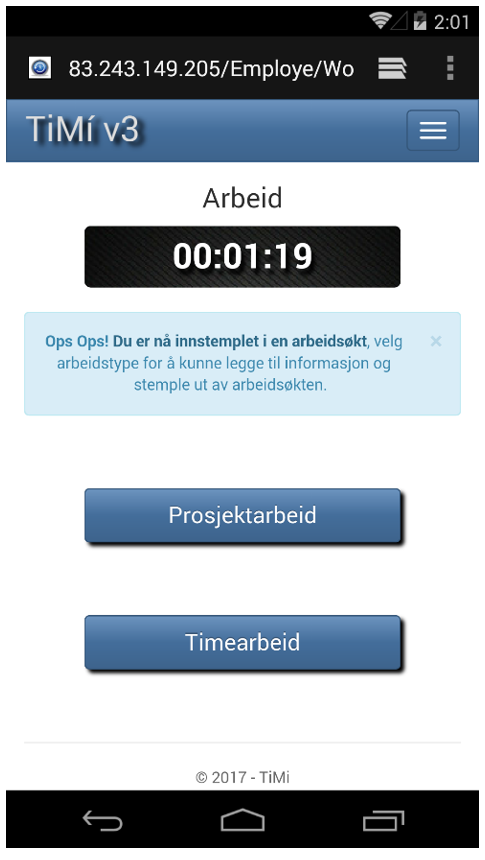 2:01
83.243.149.205/Employe/Wo
TiMí v3
Arbeid
00:01:19
Ops Ops! Du er nå innstemplet i en arbeidsøkt, velg
arbeidstype for å kunne legge til informasjon og
stemple ut av arbeidsøkten.
×
Prosjektarbeid
Timearbeid
© 2017 - TiMi